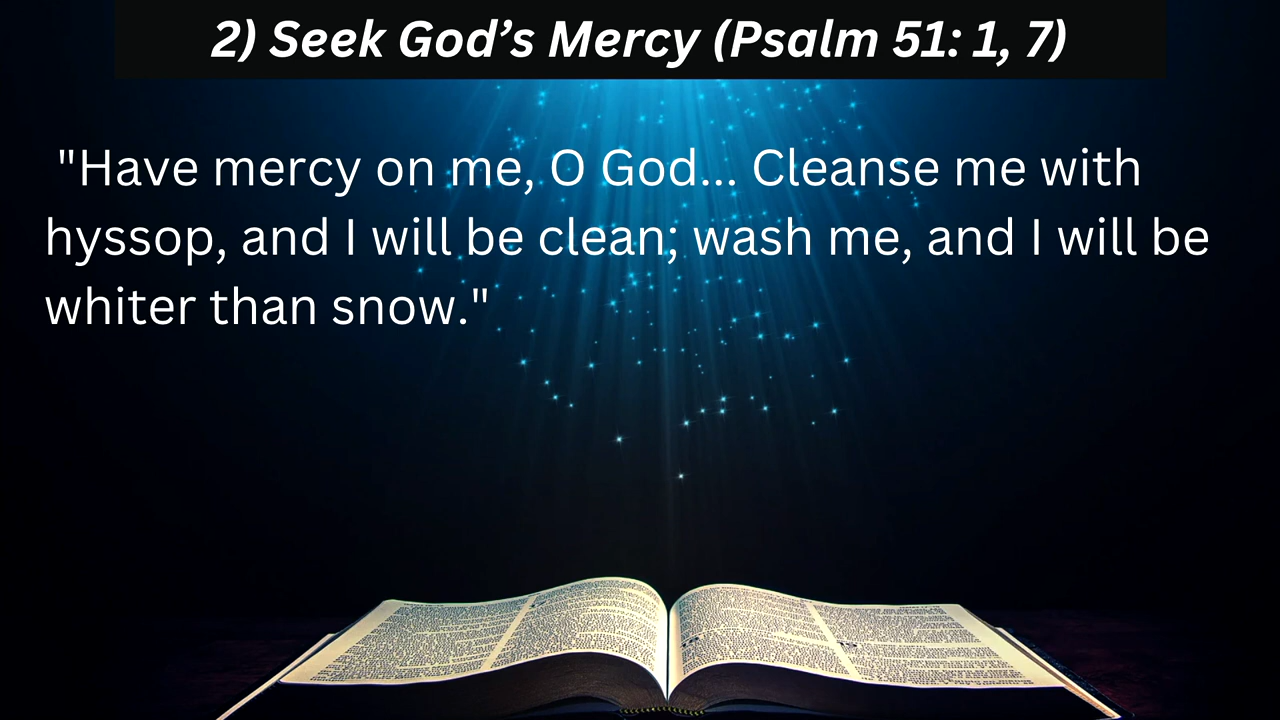 2) Seek God’s Mercy (Psalm 51: 1, 7)
"Have mercy on me, O God... Cleanse me with
hyssop, and I will be clean; wash me, and I will be
whiter than snow."